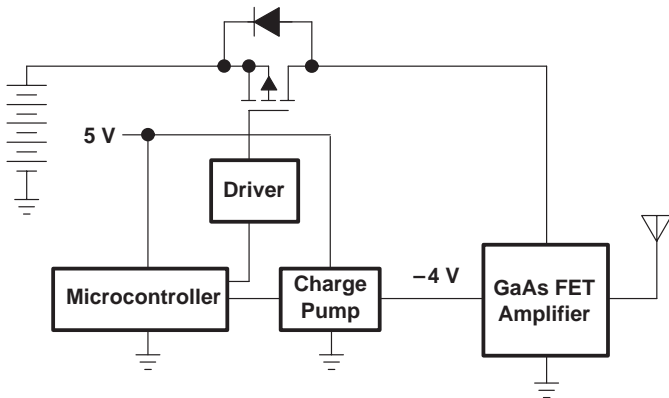 5 V
Driver
Microcontroller
Charge
Pump
–4 V
GaAs FET
Amplifier